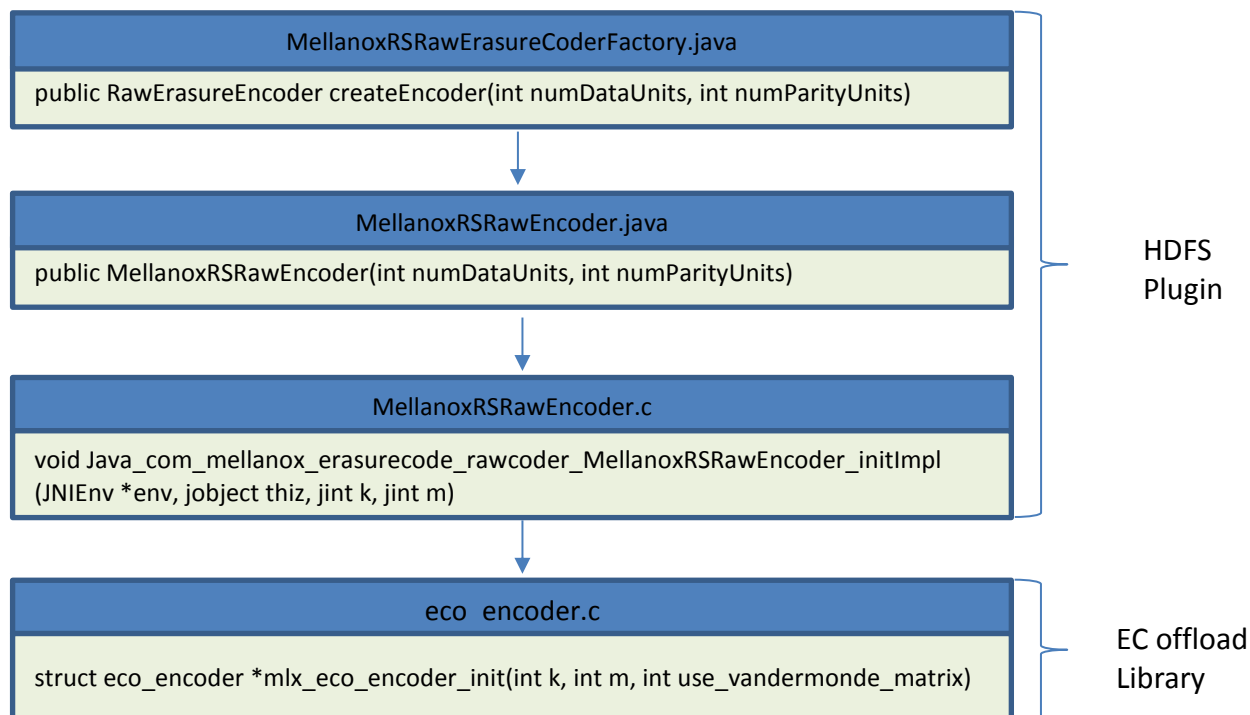 MellanoxRSRawErasureCoderFactory.java
public RawErasureEncoder createEncoder(int numDataUnits, int numParityUnits)
MellanoxRSRawEncoder.java
public MellanoxRSRawEncoder(int numDataUnits, int numParityUnits)
HDFS
Plugin
MellanoxRSRawEncoder.c
void Java_com_mellanox_erasurecode_rawcoder_MellanoxRSRawEncoder_initImpl
(JNIEnv *env, jobject thiz, jint k, jint m)
eco_encoder.c
struct eco_encoder *mlx_eco_encoder_init(int k, int m, int use_vandermonde_matrix)
EC offload
Library